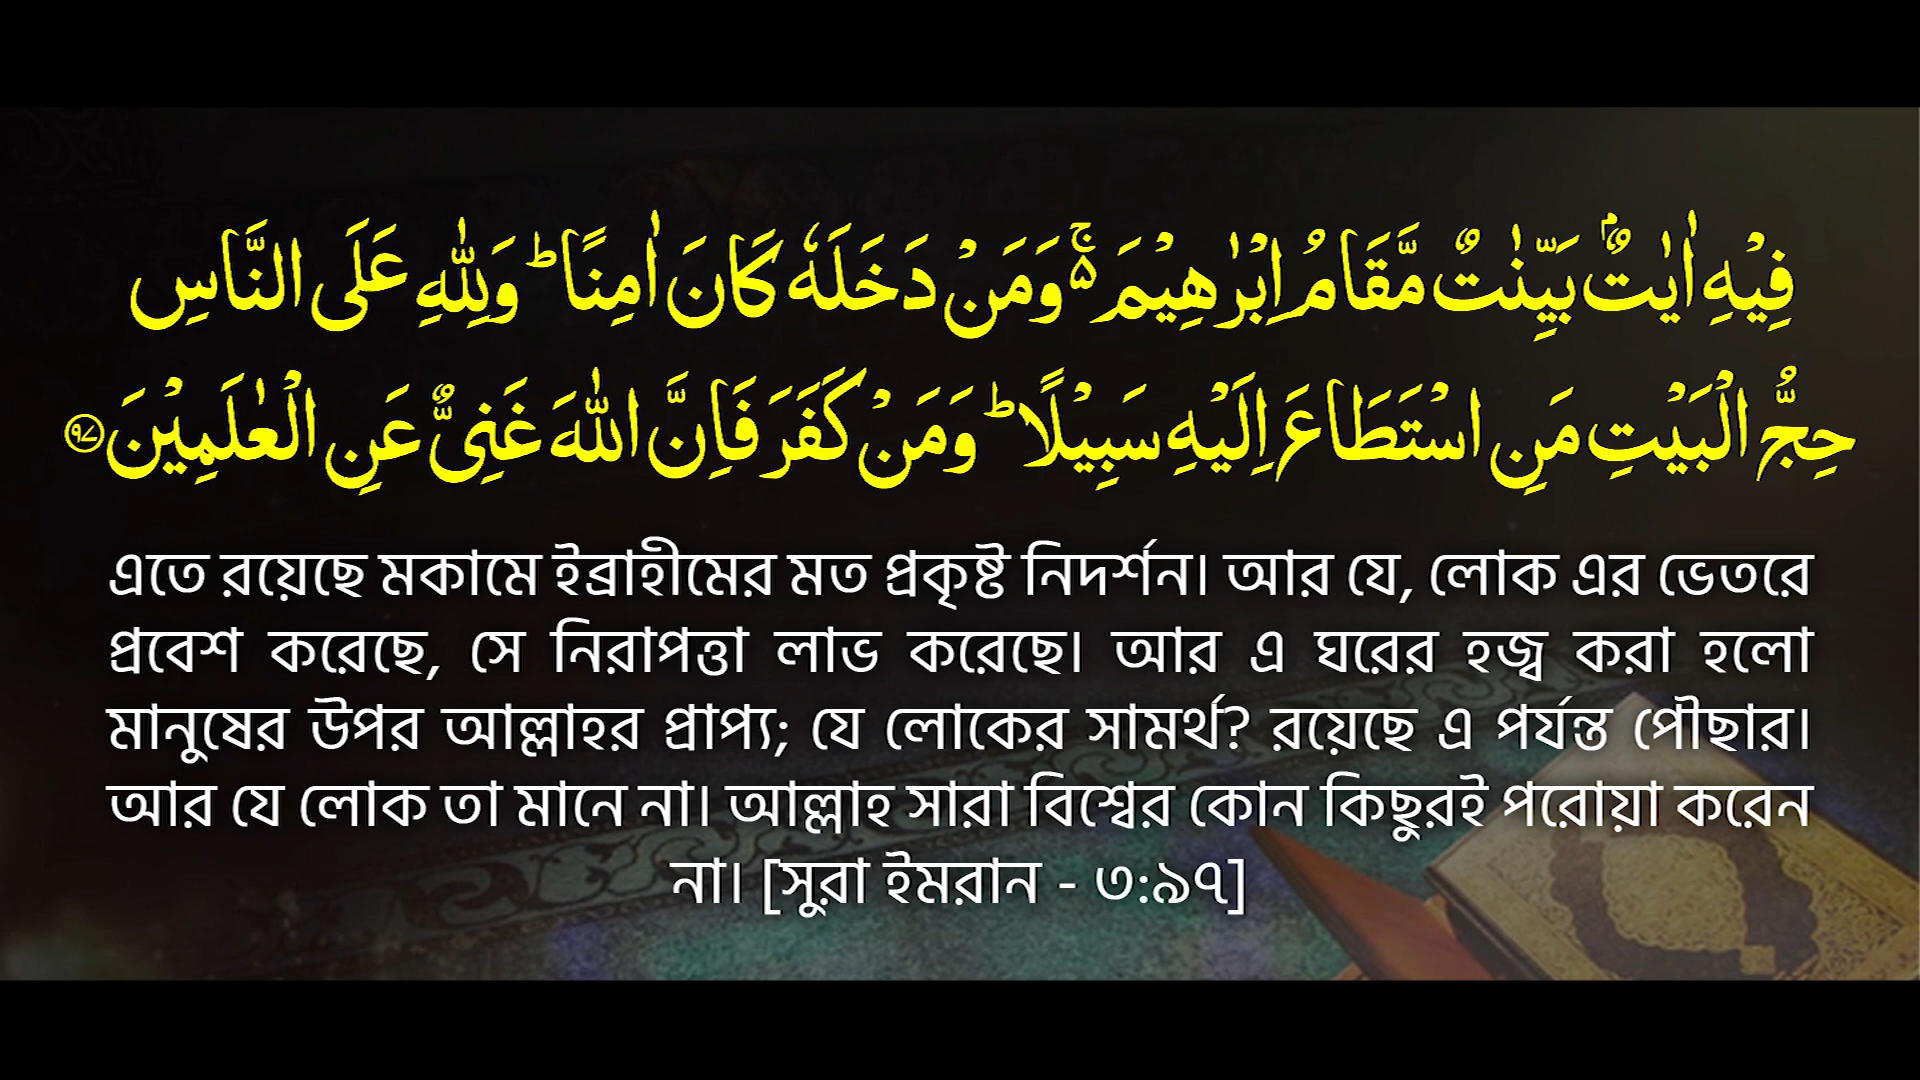 فِيْهِ اٰيٰتٌۢ بَيِّنٰتٌ مَّقَامُ اِبْرٰهِيْمَ ۚ۬ وَمَنْ دَخَلَهٗ كَانَ اٰمِنًا ؕ وَلِلّٰهِ عَلَى النَّاسِ
حِجُّ الْبَيْتِ مَنِ اسْتَطَاعَ اِلَيْهِ سَبِيْلًا ؕ وَمَنْ كَفَرَ فَاِنَّ اللّٰهَ غَنِىٌّ عَنِ الْعٰلَمِيْنَ ۹۷
এতে রয়েছে মকামে ইব্রাহীমের মত প্রকৃষ্ট নিদর্শন। আর যে, লোক এর ভেতরে
প্রবেশ করেছে, সে নিরাপত্তা লাভ করেছে। আর এ ঘরের হজ্ব করা হলো
মানুষের উপর আল্লাহর প্রাপ্য; যে লোকের সামর্থ? রয়েছে এ পর্যন্ত পৌছার।
আর যে লোক তা মানে না। আল্লাহ সারা বিশ্বের কোন কিছুরই পরোয়া করেন
না। [সুরা ইমরান - ৩:৯৭]